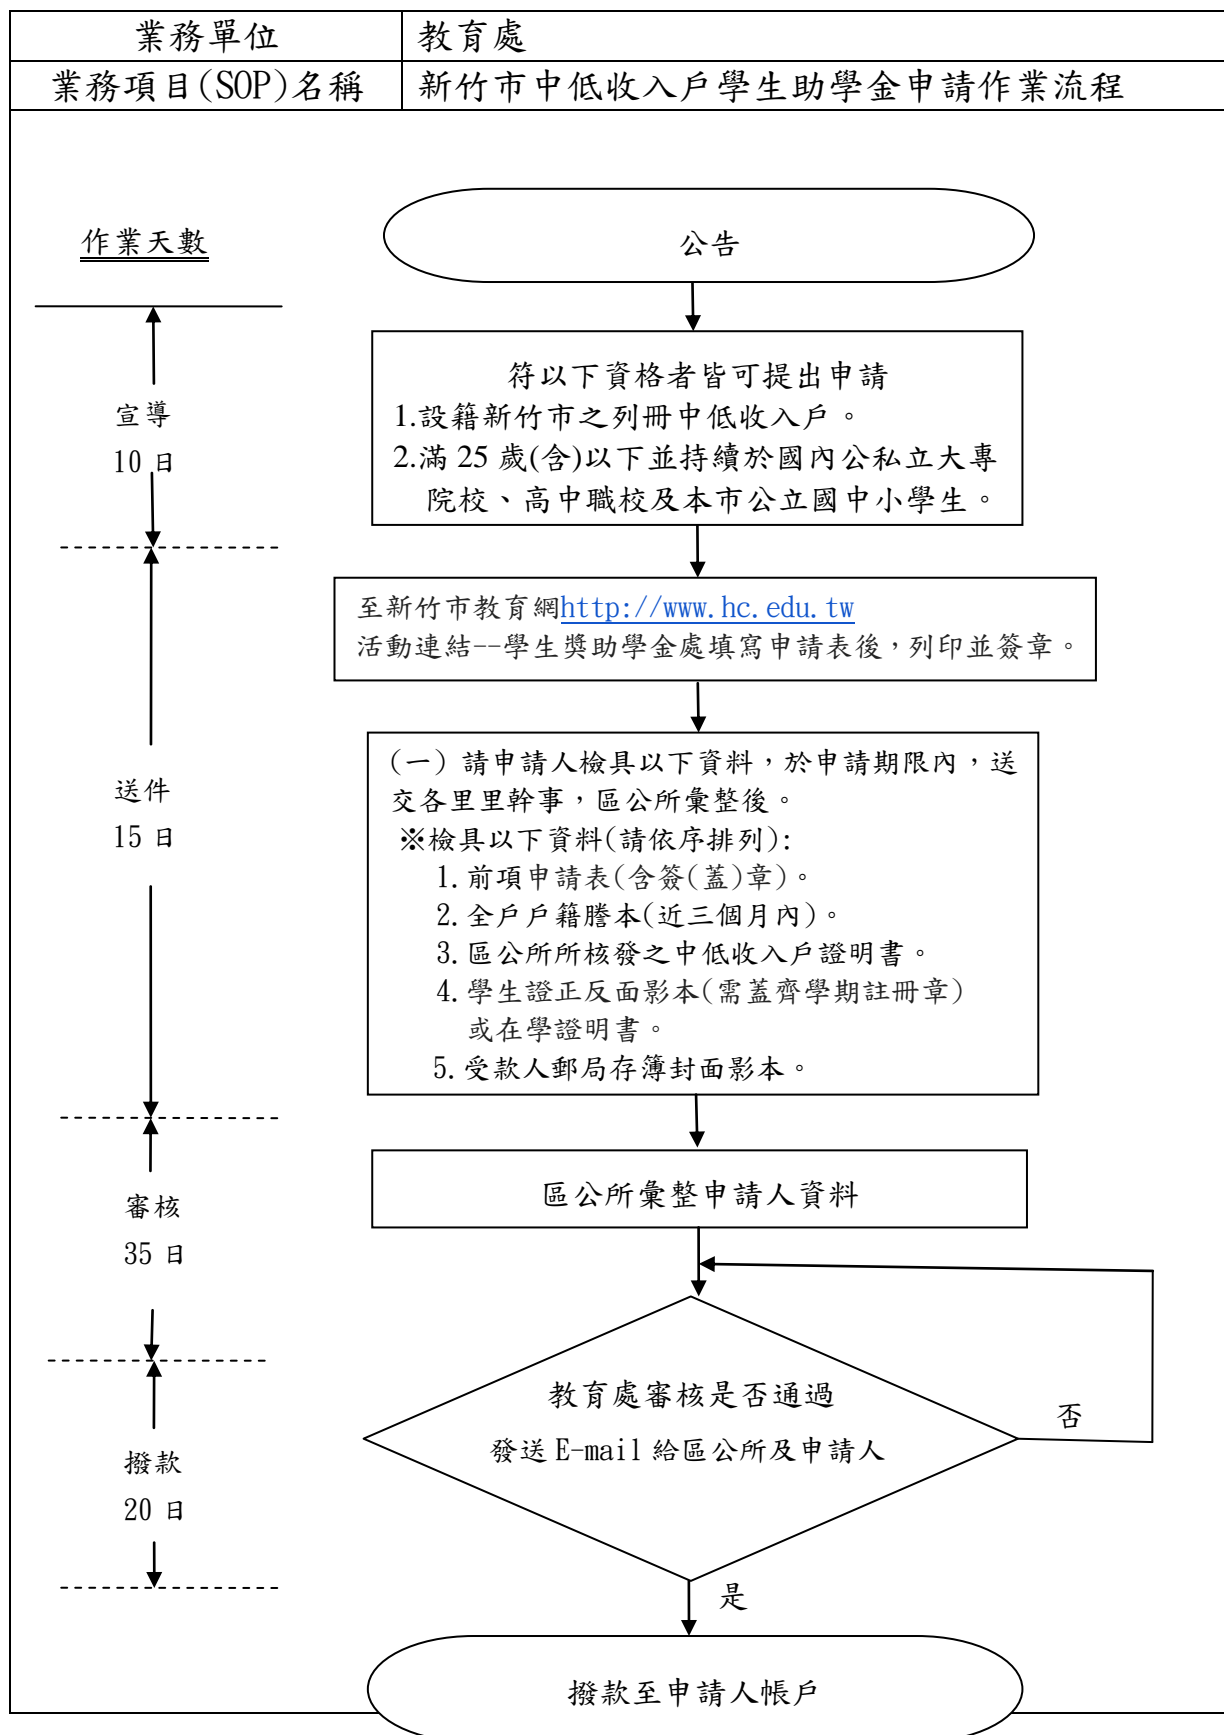 業務單位 教育處
業務項目(SOP)名稱 新竹市中低收入戶學生助學金申請作業流程
作業天數
公告
宣導
10 日
符以下資格者皆可提出申請
1.設籍新竹市之列冊中低收入戶。
2.滿 25 歲(含)以下並持續於國內公私立大專
院校、高中職校及本市公立國中小學生。
至新竹市教育網http://www.hc.edu.tw
活動連結--學生獎助學金處填寫申請表後，列印並簽章。
送件
15 日
(一) 請申請人檢具以下資料，於申請期限內，送
交各里里幹事，區公所彙整後。
※檢具以下資料(請依序排列):
1.前項申請表(含簽(蓋)章)。
2.全戶戶籍謄本(近三個月內)。
3.區公所所核發之中低收入戶證明書。
4.學生證正反面影本(需蓋齊學期註冊章)
或在學證明書。
5.受款人郵局存簿封面影本。
審核
35 日
區公所彙整申請人資料
教育處審核是否通過
發送 E-mail 給區公所及申請人
否
撥款
20 日
是
撥款至申請人帳戶